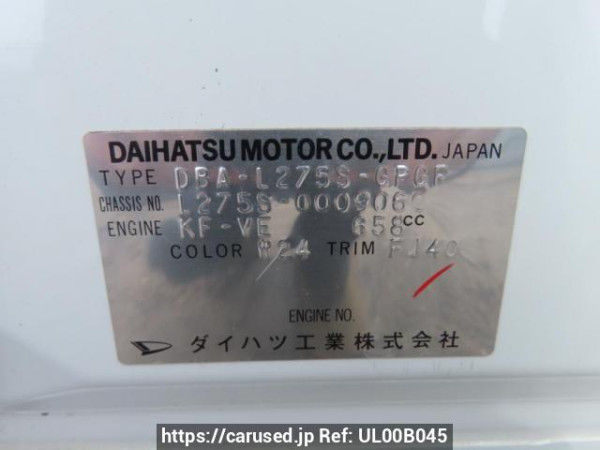 DAIHATSU MOTOR CO.,LTD. JAPAN
TYPE DBA-L275S-GPGF
CHASSIS NO. L275S-0009060
ENGINE KF-VE 658CC
COLOR R24 TRIM FJ40
ENGINE NO.
ダイハツ工業株式会社
https://carused.jp Ref: UL00B045